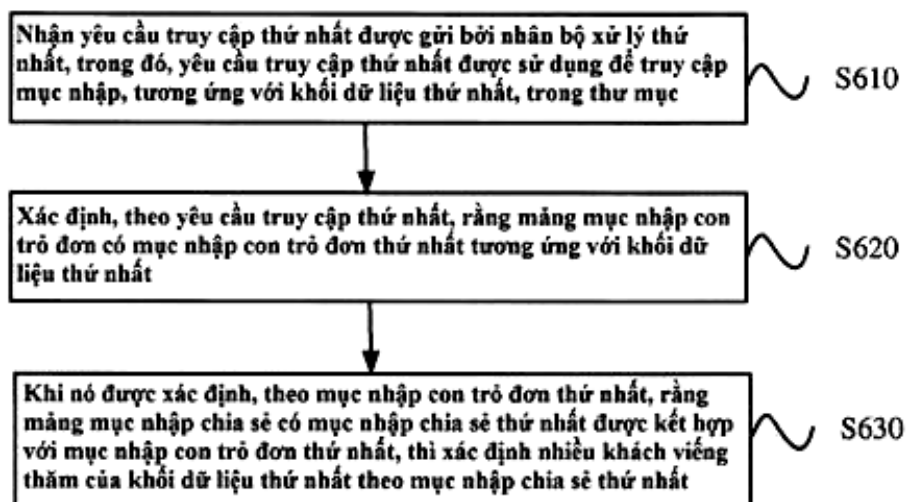 Nhận yêu cầu truy cập thứ nhất được gửi bởi nhân bộ xử lý thứ
nhất, trong đó, yêu cầu truy cập thứ nhất được sử dụng để truy cập
mục nhập, tương ứng với khối dữ liệu thứ nhất, trong thư mục
S610
Xác định, theo yêu cầu truy cập thứ nhất, rằng mảng mục nhập con
trỏ đơn có mục nhập con trỏ đơn thứ nhất tương ứng với khối dữ
liệu thứ nhất
S620
Khi nó được xác định, theo mục nhập con trỏ đơn thứ nhất, rằng
mảng mục nhập chia sẻ có mục nhập chia sẻ thứ nhất được kết hợp
với mục nhập con trỏ đơn thứ nhất, thì xác định nhiều khách viếng
thăm của khối dữ liệu thứ nhất theo mục nhập chia sẻ thứ nhất
S630